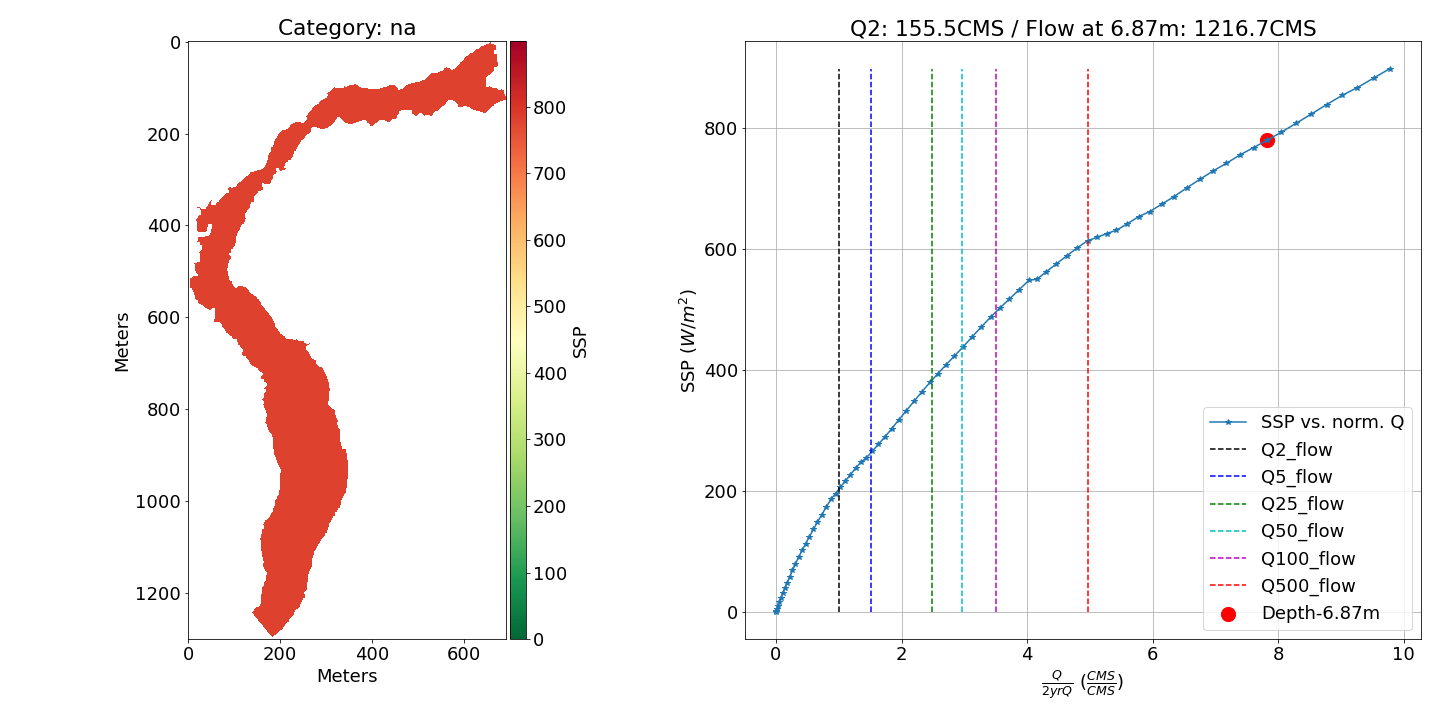 Category: na
0
200
400
600
800
1000
1200
Meters
0
200
400
600
Meters
800
700
600
500
400
300
200
100
0
SSP
Q2: 155.5CMS / Flow at 6.87m: 1216.7CMS
800
600
400
200
0
SSP (W/m²)
0
2
4
6
8
10
Q/2yrQ (CMS/CMS)
SSP vs. norm. Q
Q2_flow
Q5_flow
Q25_flow
Q50_flow
Q100_flow
Q500_flow
Depth-6.87m